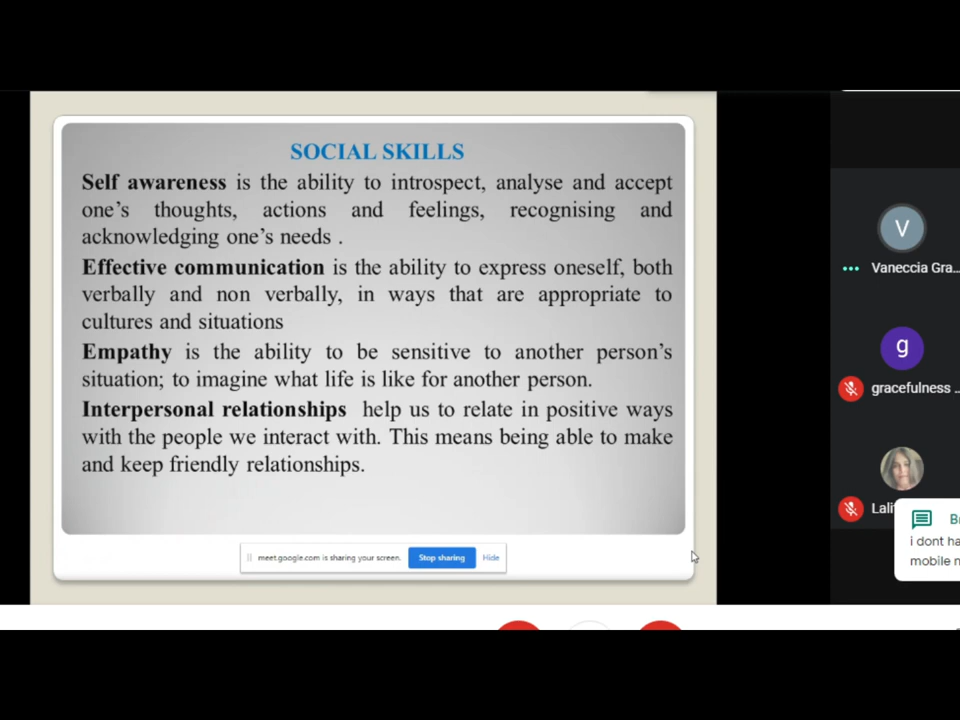 SOCIAL SKILLS
Self awareness is the ability to introspect, analyse and accept
one's thoughts, actions and feelings, recognising and
acknowledging one's needs .
Effective communication is the ability to express oneself, both
verbally and non verbally, in ways that are appropriate to
cultures and situations
Empathy is the ability to be sensitive to another person's
situation; to imagine what life is like for another person.
Interpersonal relationships help us to relate in positive ways
with the people we interact with. This means being able to make
and keep friendly relationships.
meet.google.com is sharing your screen. Stop sharing Hide
V
Vaneccia Gra...
g
gracefulness ..
Lali
i dont ha
mobile n